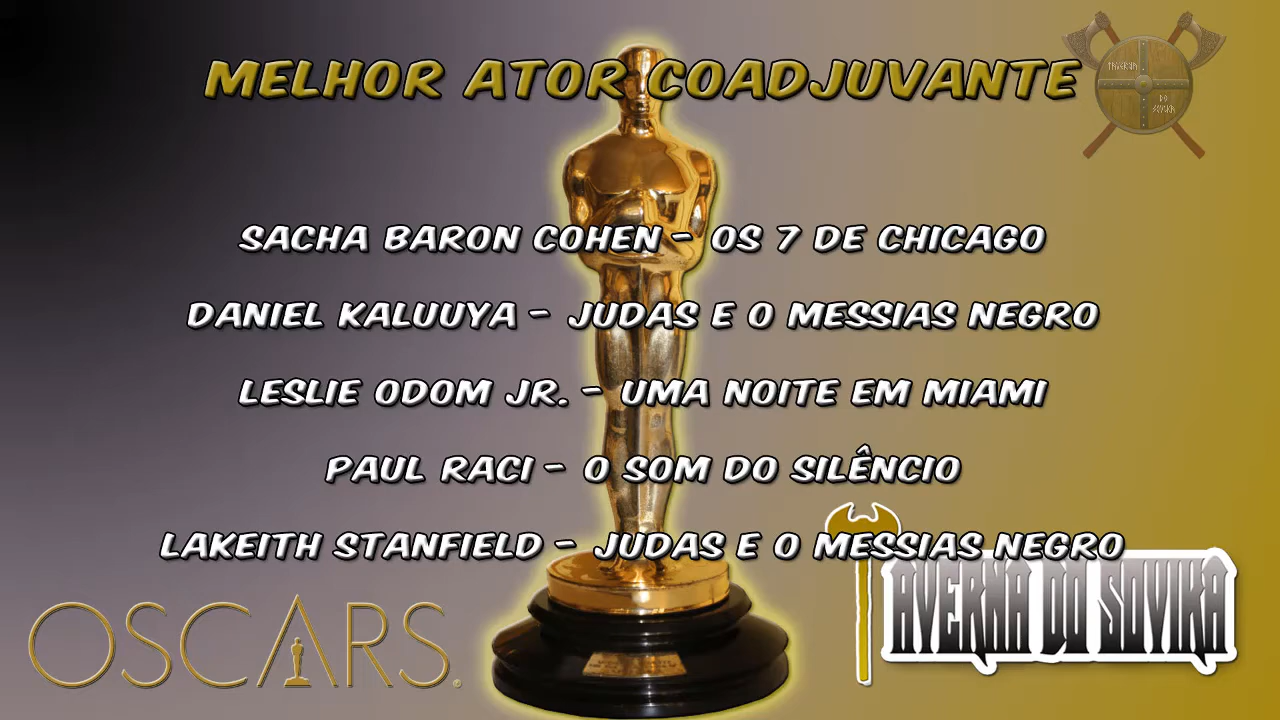 MELHOR ATOR COADJUVANTE
SACHA BARON COHEN - OS 7 DE CHICAGO
DANIEL KALUUYA - JUDAS E O MESSIAS NEGRO
LESLIE ODOM JR. - UMA NOITE EM MIAMI
PAUL RACI - O SOM DO SILÊNCIO
LAKEITH STANFIELD - JUDAS E O MESSIAS NEGRO
OSCARS.
TAVERNA DO SOVIKA